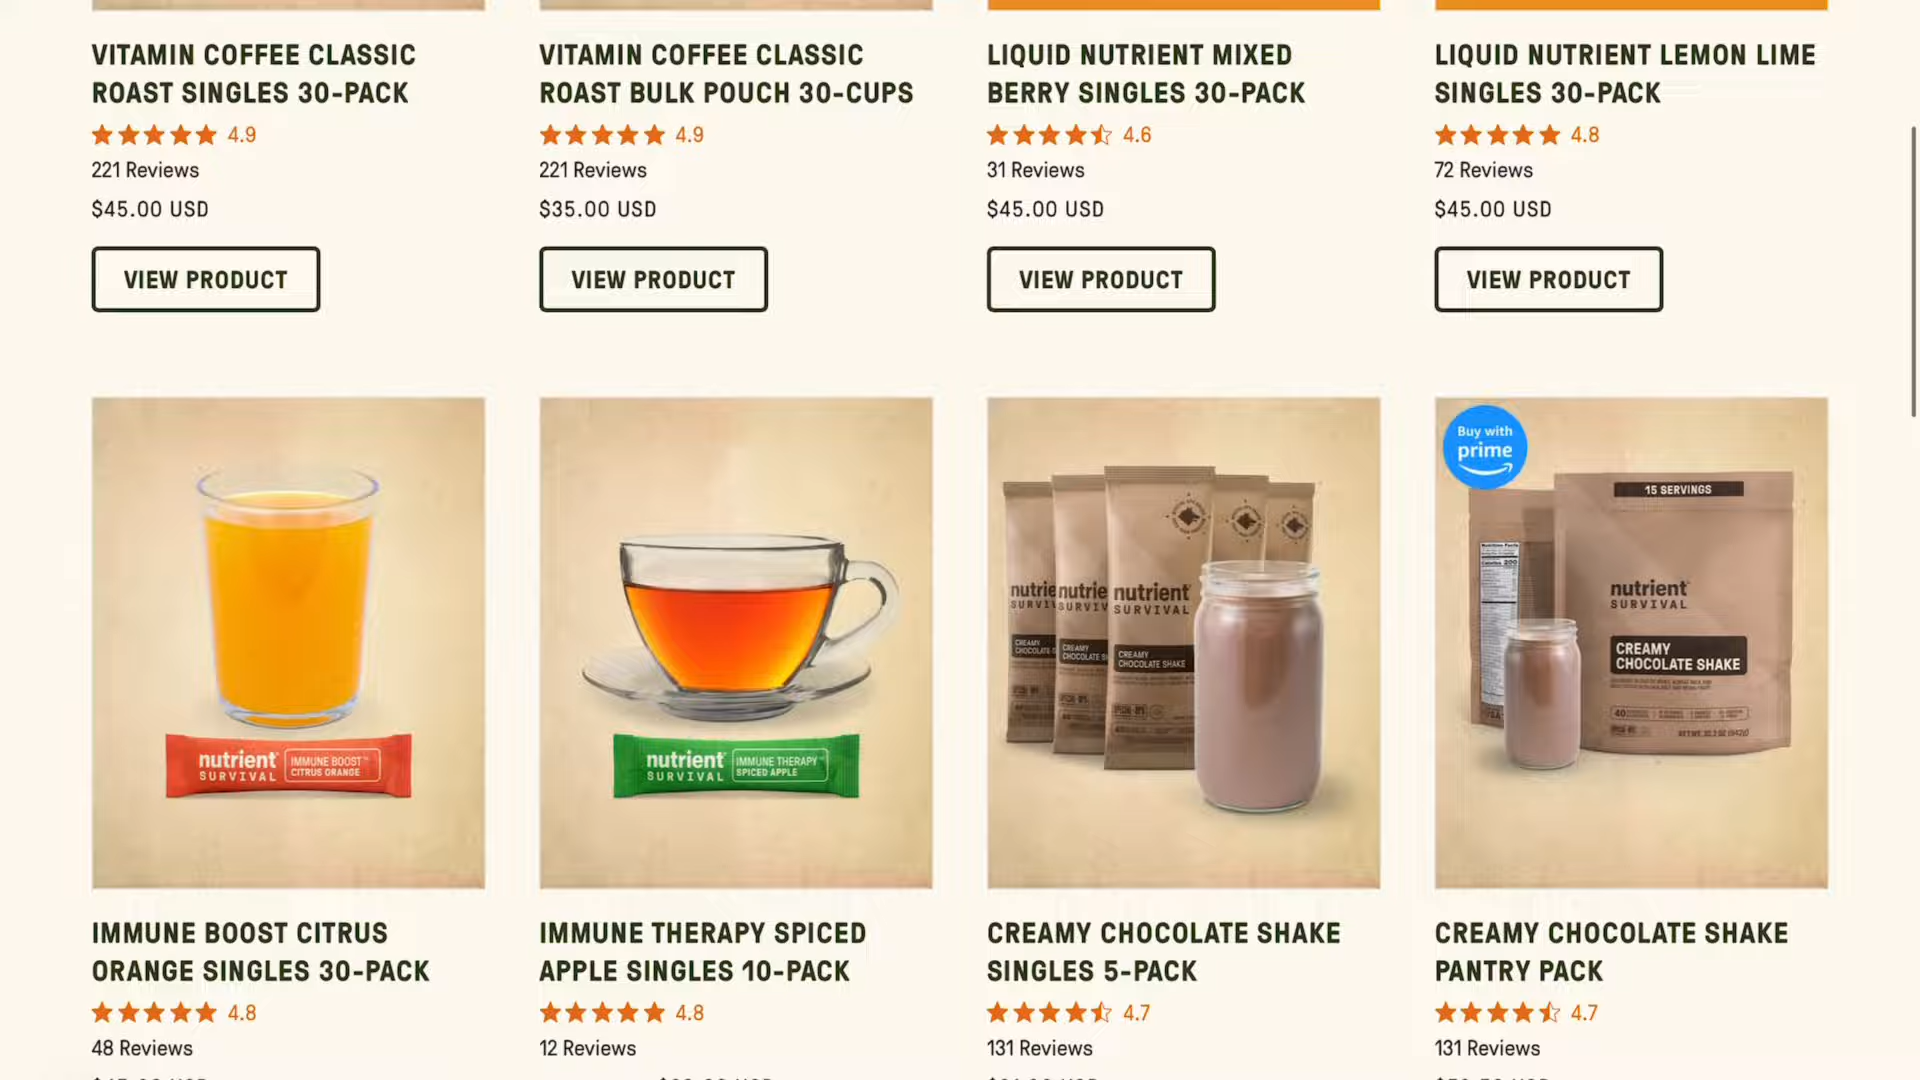 VITAMIN COFFEE CLASSIC
ROAST SINGLES 30-PACK
4.9
221 Reviews
$45.00 USD
VIEW PRODUCT
VITAMIN COFFEE CLASSIC
ROAST BULK POUCH 30-CUPS
4.9
221 Reviews
$35.00 USD
VIEW PRODUCT
LIQUID NUTRIENT MIXED
BERRY SINGLES 30-PACK
4.6
31 Reviews
$45.00 USD
VIEW PRODUCT
LIQUID NUTRIENT LEMON LIME
SINGLES 30-PACK
4.8
72 Reviews
$45.00 USD
VIEW PRODUCT
nutrient
SURVIVAL
IMMUNE BOOST
CITRUS ORANGE
IMMUNE BOOST CITRUS
ORANGE SINGLES 30-PACK
4.8
48 Reviews
nutrient
SURVIVAL
IMMUNE THERAPY
SPICED APPLE
IMMUNE THERAPY SPICED
APPLE SINGLES 10-PACK
4.8
12 Reviews
nutrient
SURVIVAL
CREAMY
CHOCOLATE SHAKE
CREAMY CHOCOLATE SHAKE
SINGLES 5-PACK
4.7
131 Reviews
Buy with
prime
15 SERVINGS
nutrient
SURVIVAL
CREAMY
CHOCOLATE SHAKE
CREAMY CHOCOLATE SHAKE
PANTRY PACK
4.7
131 Reviews